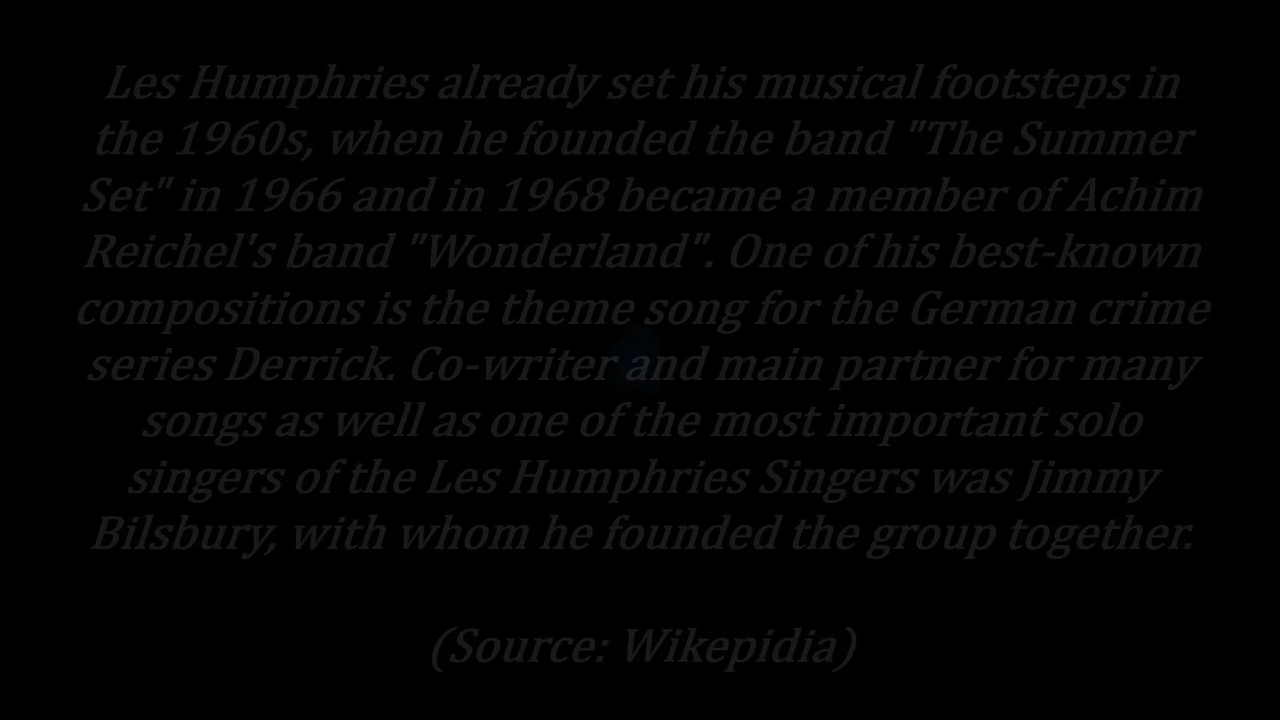 Les Humphries already set his musical footsteps in
the 1960s, when he founded the band "The Summer
Set" in 1966 and in 1968 became a member of Achim
Reichel's band "Wonderland". One of his best-known
compositions is the theme song for the German crime
series Derrick. Co-writer and main partner for many
songs as well as one of the most important solo
singers of the Les Humphries Singers was Jimmy
Bilsbury, with whom he founded the group together.
(Source: Wikepidia)